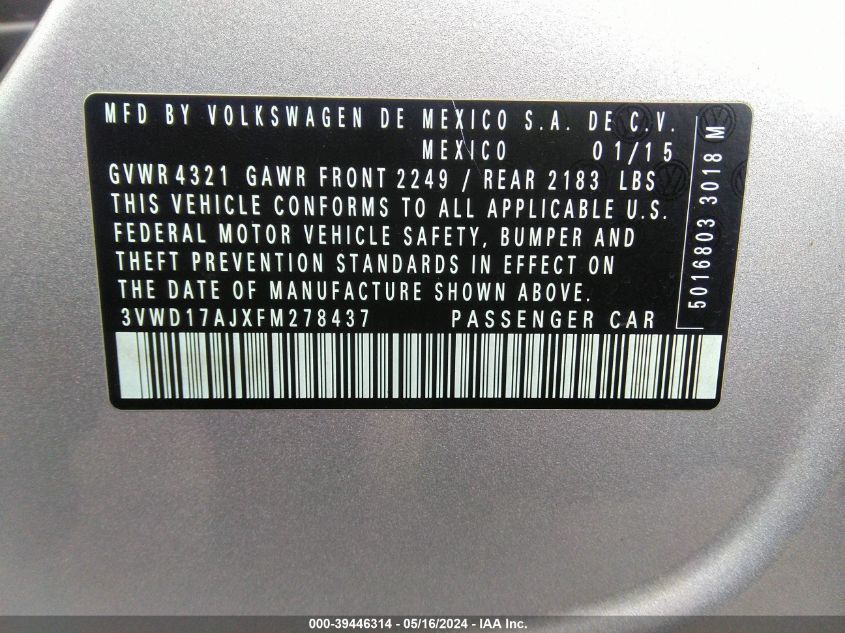 MFD BY VOLKSWAGEN DE MEXICO S.A. DE C.V.
MEXICO 01/15
GVWR 4321 GAWR FRONT 2249 / REAR 2183 LBS
THIS VEHICLE CONFORMS TO ALL APPLICABLE U.S.
FEDERAL MOTOR VEHICLE SAFETY, BUMPER AND
THEFT PREVENTION STANDARDS IN EFFECT ON
THE DATE OF MANUFACTURE SHOWN ABOVE.
3VWD17AJXFM278437 PASSENGER CAR
5016803 3018 M
000-39446314 - 05/16/2024 - IAA Inc.